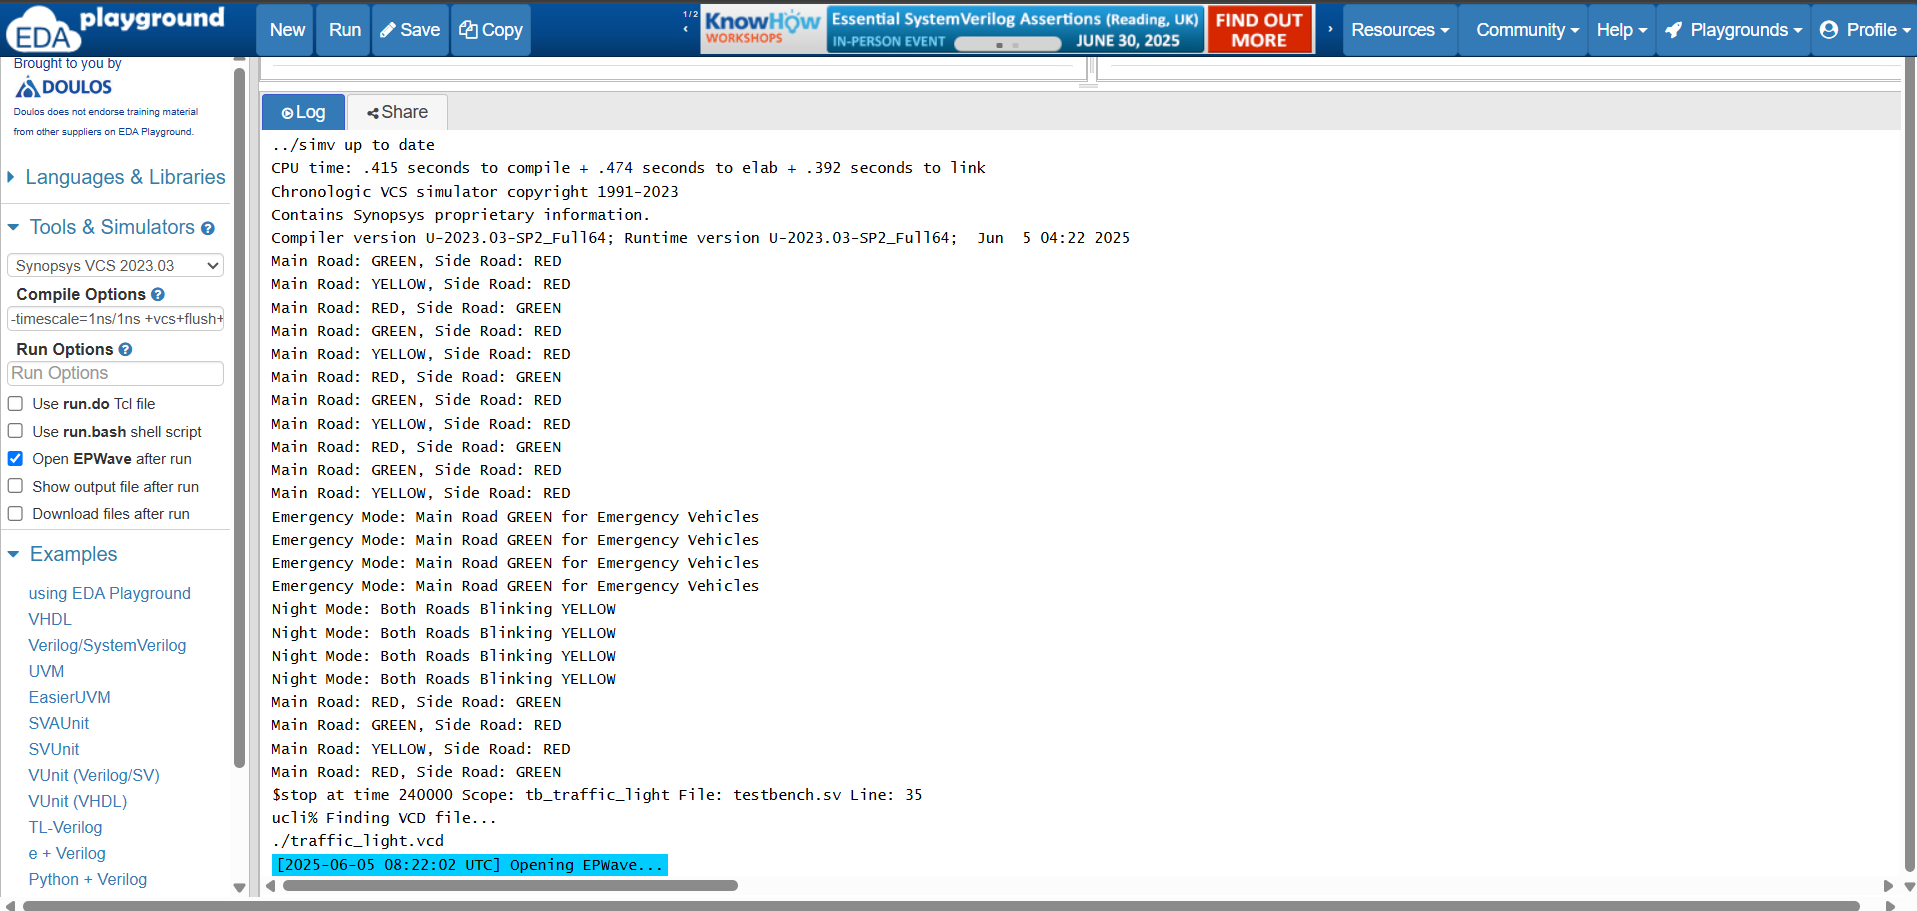 EDA playground
New
Run
Save
Copy
1/2
KnowHow
WORKSHOPS
Essential SystemVerilog Assertions (Reading, UK)
IN-PERSON EVENT
JUNE 30, 2025
FIND OUT
MORE
Resources
Community
Help
Playgrounds
Profile
Brought to you by
DOULOS
Doulos does not endorse training material
from other suppliers on EDA Playground.
Languages & Libraries
Tools & Simulators
Synopsys VCS 2023.03
Compile Options
-timescale=1ns/1ns +vcs+flush+
Run Options
Run Options
Use run.do Tcl file
Use run.bash shell script
Open EPWave after run
Show output file after run
Download files after run
Examples
using EDA Playground
VHDL
Verilog/SystemVerilog
UVM
EasierUVM
SVAUnit
SVUnit
VUnit (Verilog/SV)
VUnit (VHDL)
TL-Verilog
e + Verilog
Python + Verilog
Log
Share
../simv up to date
CPU time: .415 seconds to compile + .474 seconds to elab + .392 seconds to link
Chronologic VCS simulator copyright 1991-2023
Contains Synopsys proprietary information.
Compiler version U-2023.03-SP2_Full64; Runtime version U-2023.03-SP2_Full64;  Jun  5 04:22 2025
Main Road: GREEN, Side Road: RED
Main Road: YELLOW, Side Road: RED
Main Road: RED, Side Road: GREEN
Main Road: GREEN, Side Road: RED
Main Road: YELLOW, Side Road: RED
Main Road: RED, Side Road: GREEN
Main Road: GREEN, Side Road: RED
Main Road: YELLOW, Side Road: RED
Main Road: RED, Side Road: GREEN
Main Road: GREEN, Side Road: RED
Main Road: YELLOW, Side Road: RED
Emergency Mode: Main Road GREEN for Emergency Vehicles
Emergency Mode: Main Road GREEN for Emergency Vehicles
Emergency Mode: Main Road GREEN for Emergency Vehicles
Emergency Mode: Main Road GREEN for Emergency Vehicles
Night Mode: Both Roads Blinking YELLOW
Night Mode: Both Roads Blinking YELLOW
Night Mode: Both Roads Blinking YELLOW
Night Mode: Both Roads Blinking YELLOW
Main Road: RED, Side Road: GREEN
Main Road: GREEN, Side Road: RED
Main Road: YELLOW, Side Road: RED
Main Road: RED, Side Road: GREEN
$stop at time 240000 Scope: tb_traffic_light File: testbench.sv Line: 35
ucli% Finding VCD file...
./traffic_light.vcd
[2025-06-05 08:22:02 UTC] Opening EPWave...